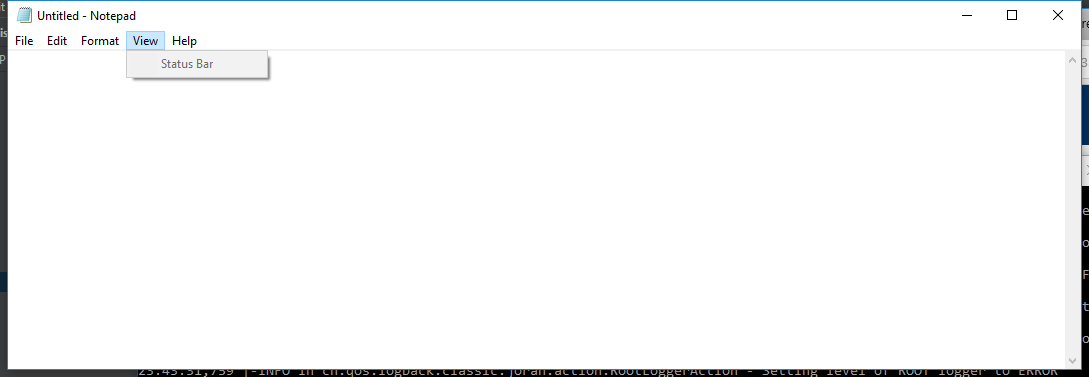 Untitled - Notepad
File Edit Format View Help
Status Bar
23:43:31,759 |-INFO in ch.qos.logback.classic.joran.action.RootLoggerAction - Setting level of ROOT logger to ERROR